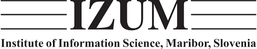 IZUM
Institute of Information Science, Maribor, Slovenia